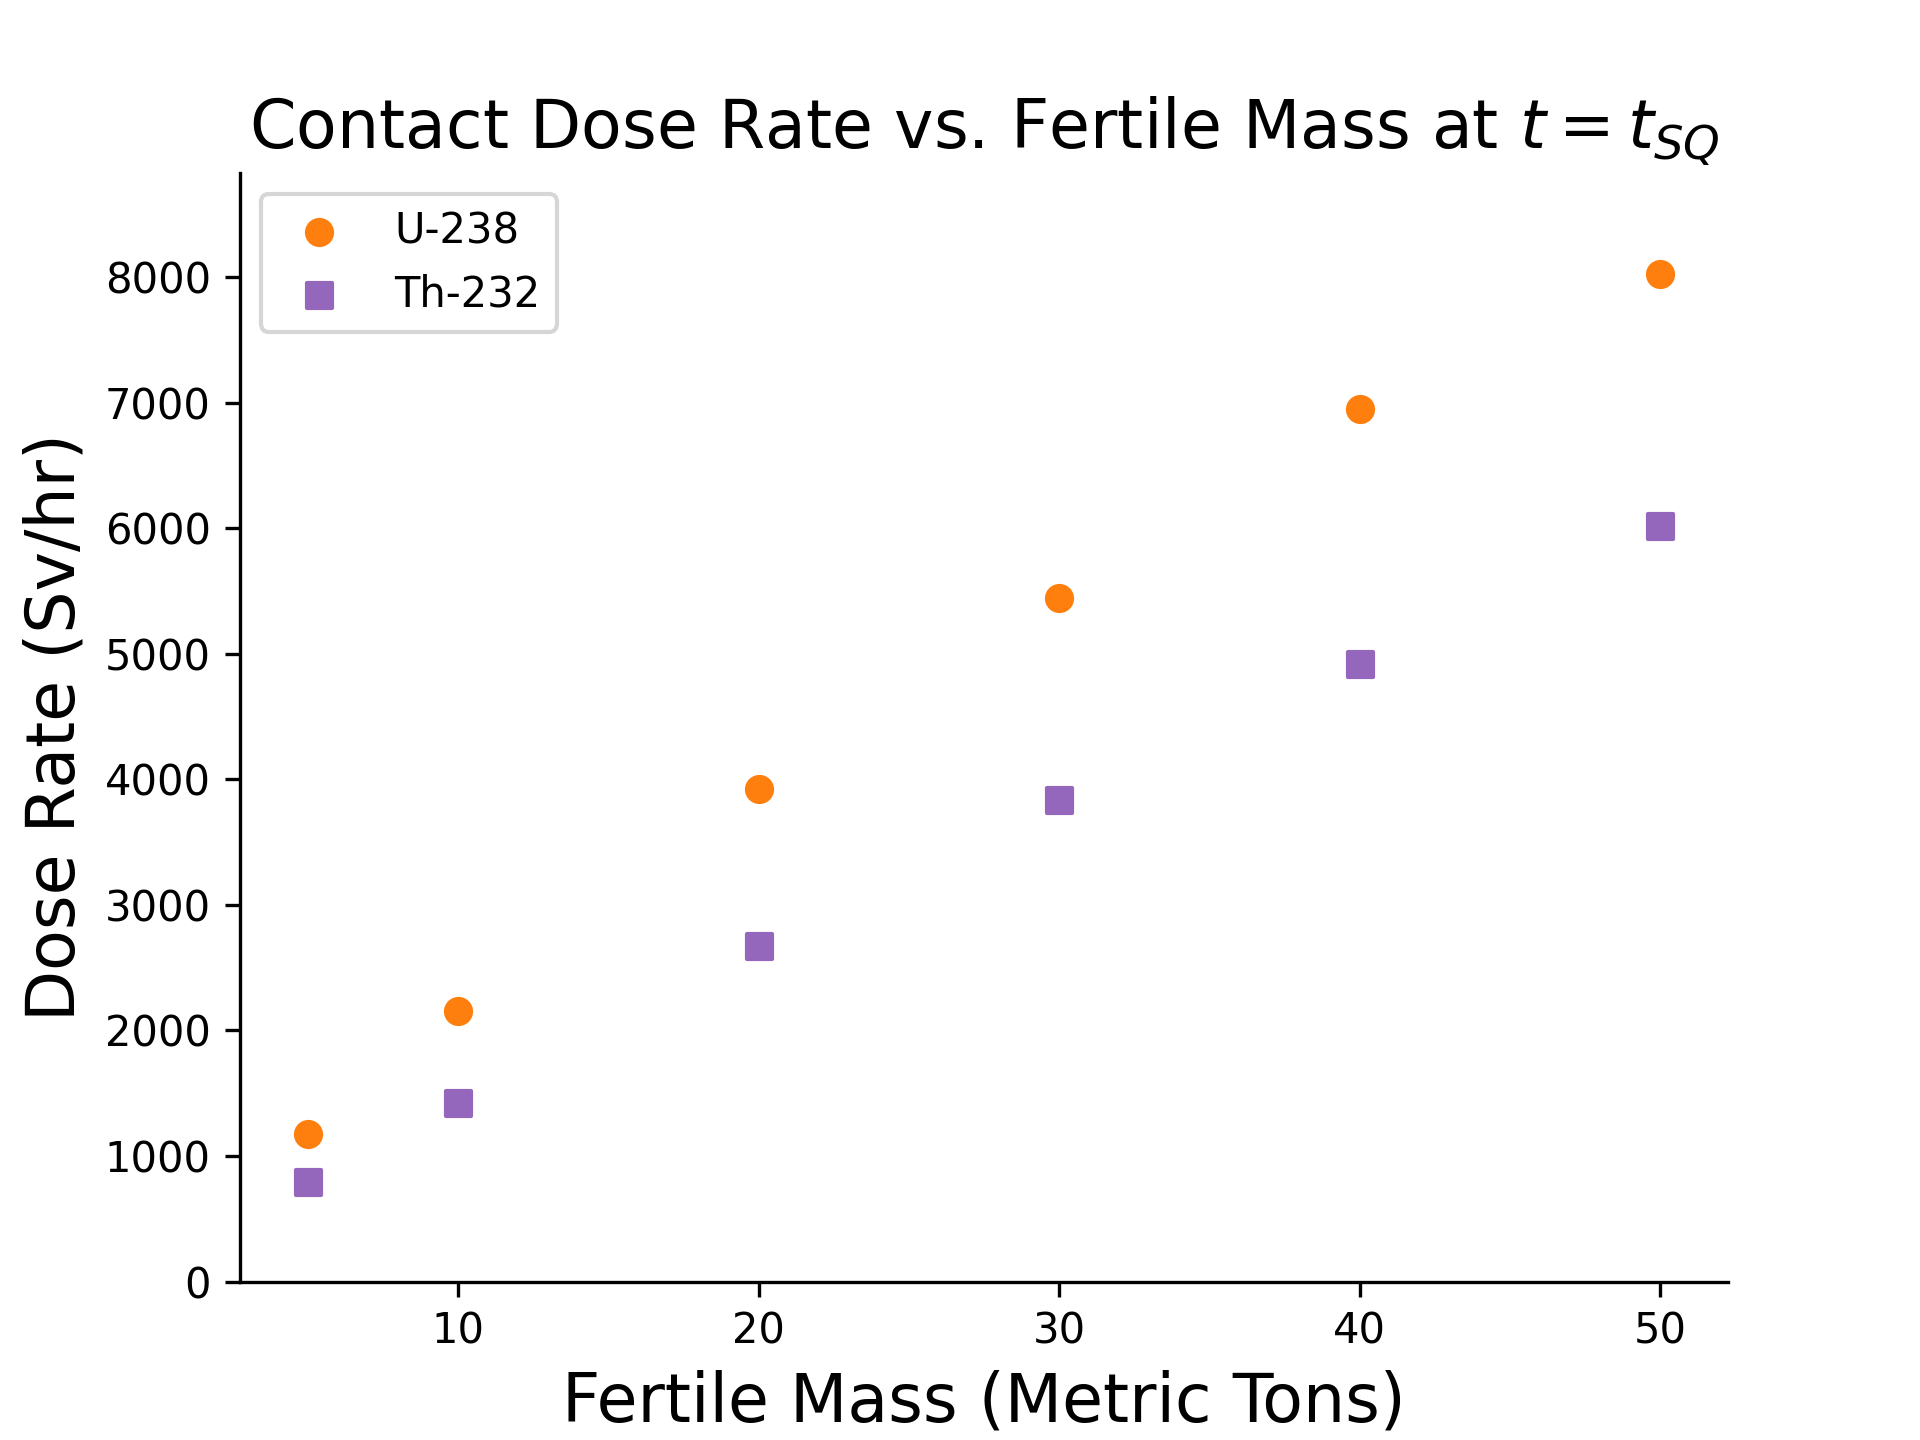 Contact Dose Rate vs. Fertile Mass at t = t_SQ
U-238
Th-232
8000
7000
6000
5000
4000
3000
2000
1000
0
Dose Rate (Sv/hr)
10 20 30 40 50
Fertile Mass (Metric Tons)